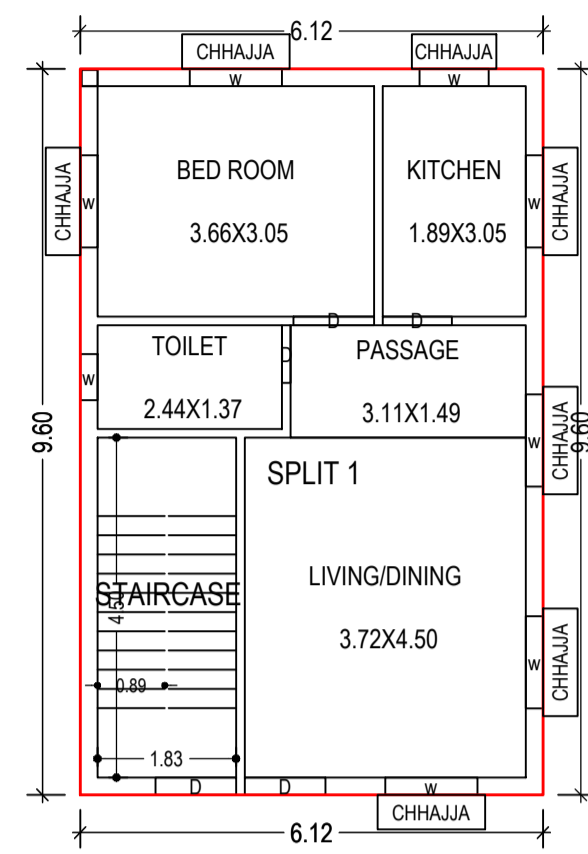 6.12
CHHAJJA
CHHAJJA
W
W
BED ROOM
KITCHEN
3.66X3.05
1.89X3.05
CHHAJJA
W
W
CHHAJJA
D
D
TOILET
PASSAGE
D
W
2.44X1.37
3.11X1.49
9.60
W
CHHAJJA
9.60
SPLIT 1
LIVING/DINING
STAIRCASE
4.50
3.72X4.50
W
CHHAJJA
0.89
1.83
D
D
W
CHHAJJA
6.12